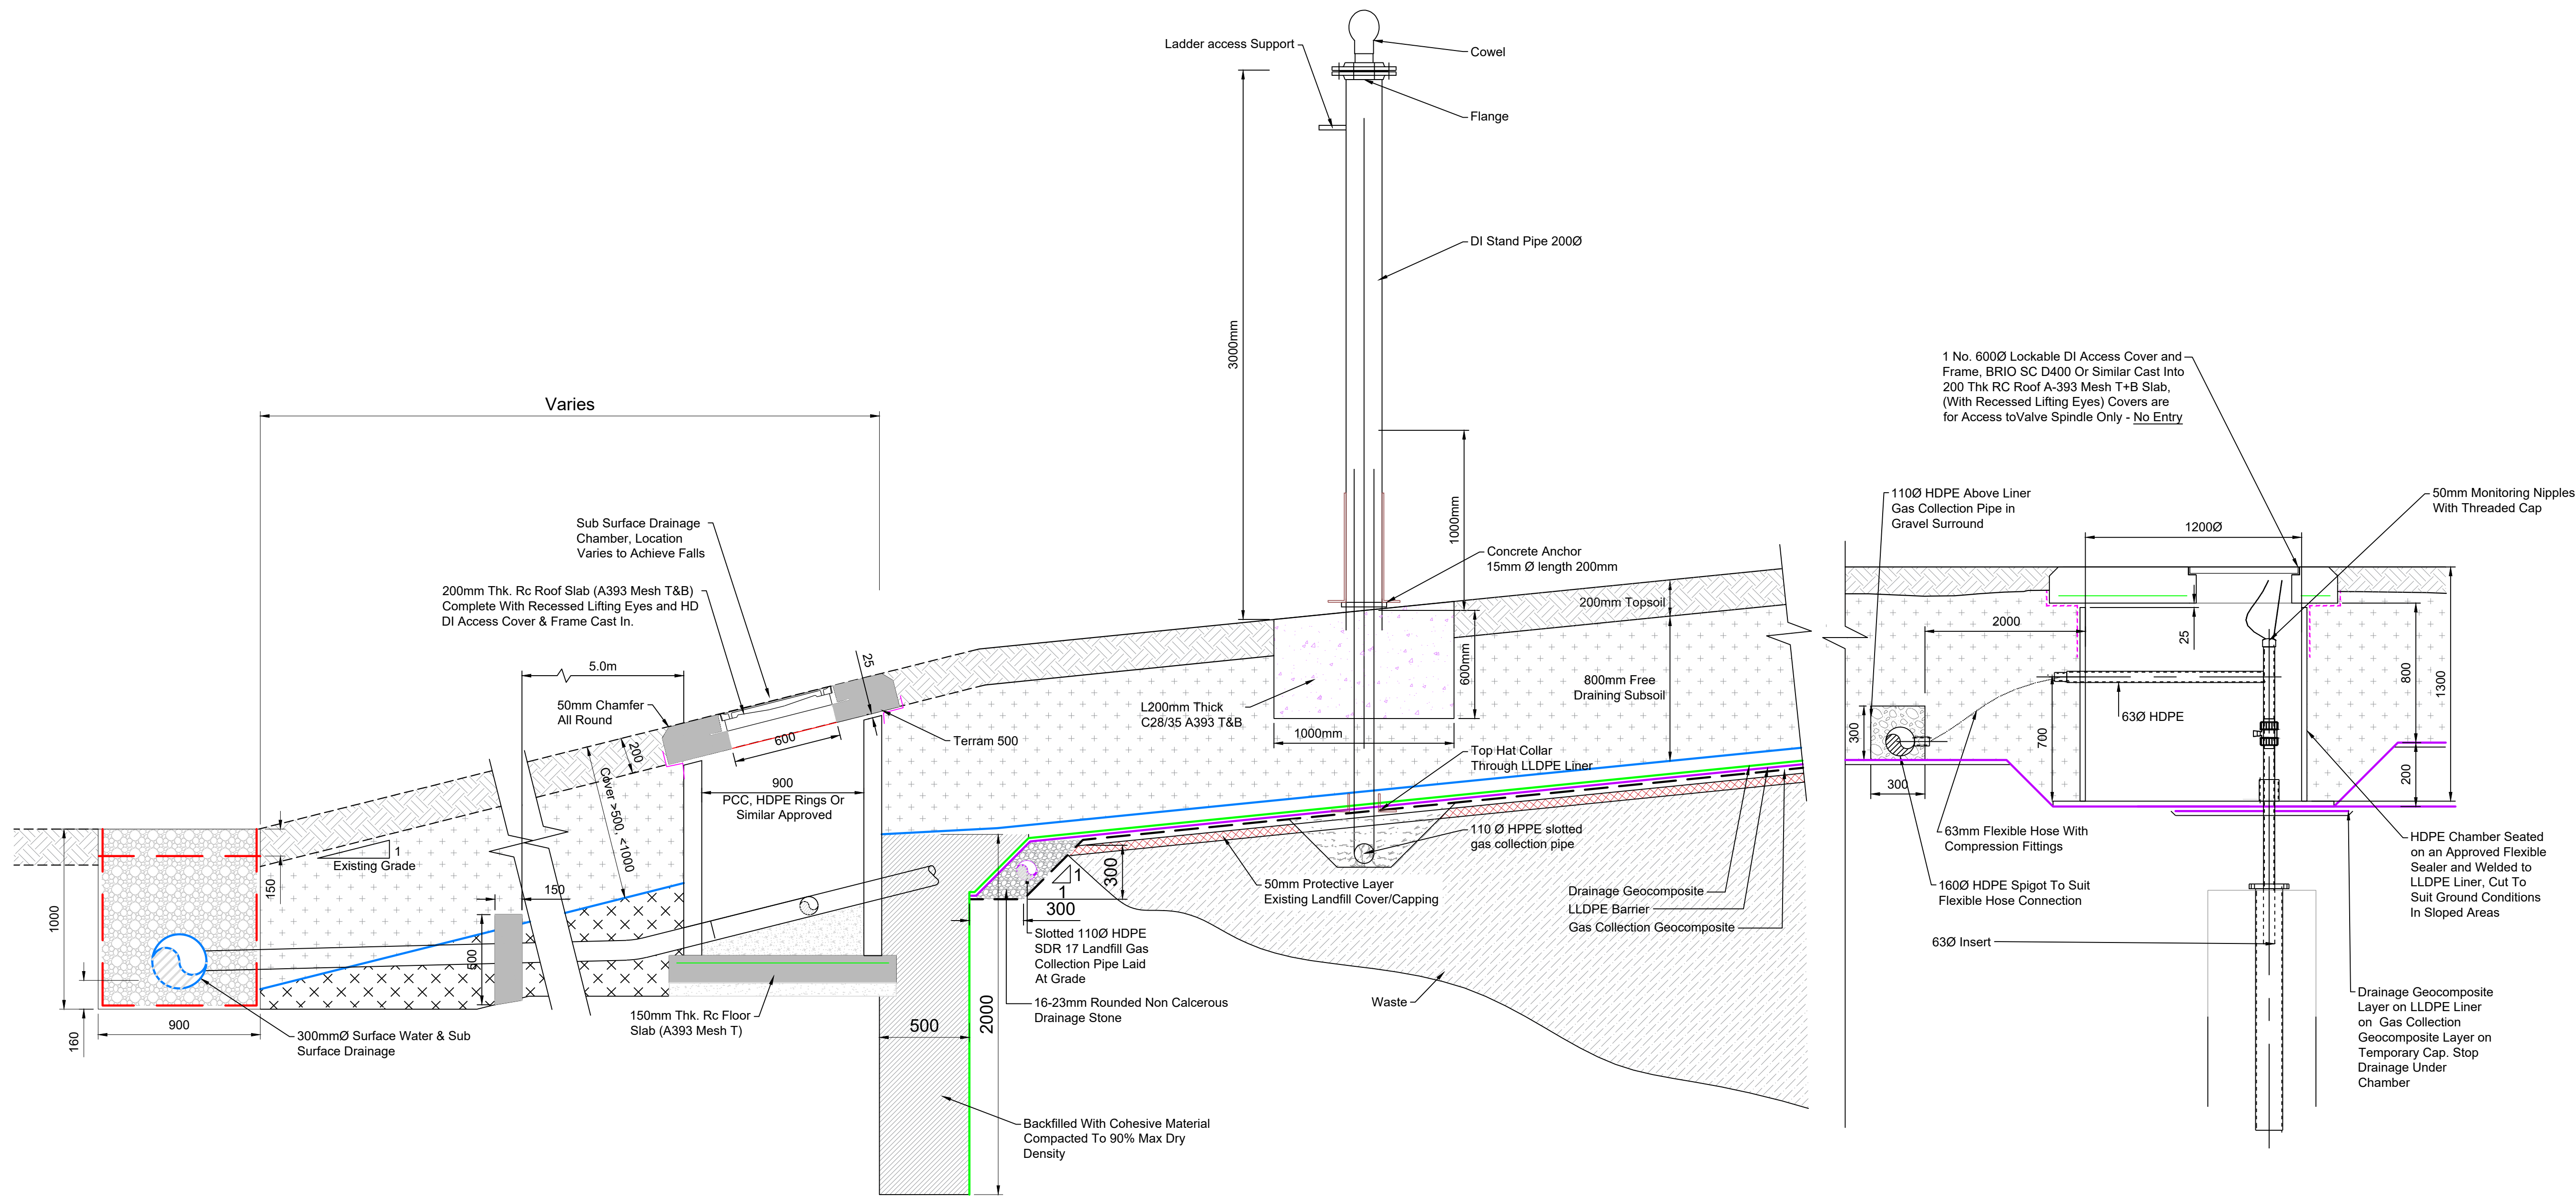 Ladder access Support
Cowel
Flange
DI Stand Pipe 200Ø
3000mm
1000mm
Concrete Anchor
15mm Ø length 200mm
200mm Topsoil
800mm Free
Draining Subsoil
600mm
L200mm Thick
C28/35 A393 T&B
1000mm
Top Hat Collar
Through LLDPE Liner
110 Ø HPPE slotted
gas collection pipe
50mm Protective Layer
Existing Landfill Cover/Capping
Drainage Geocomposite
LLDPE Barrier
Gas Collection Geocomposite
Waste
Varies
Sub Surface Drainage
Chamber, Location
Varies to Achieve Falls
200mm Thk. Rc Roof Slab (A393 Mesh T&B)
Complete With Recessed Lifting Eyes and HD
DI Access Cover & Frame Cast In.
5.0m
50mm Chamfer
All Round
25
Terram 500
600
200
Cover >500, <1000
900
PCC, HDPE Rings Or
Similar Approved
1
Existing Grade
150
150
1000
600
160
900
300mmØ Surface Water & Sub
Surface Drainage
150mm Thk. Rc Floor
Slab (A393 Mesh T)
500
2000
300
1
1
300
Slotted 110Ø HDPE
SDR 17 Landfill Gas
Collection Pipe Laid
At Grade
16-23mm Rounded Non Calcerous
Drainage Stone
Backfilled With Cohesive Material
Compacted To 90% Max Dry
Density
1 No. 600Ø Lockable DI Access Cover and
Frame, BRIO SC D400 Or Similar Cast Into
200 Thk RC Roof A-393 Mesh T+B Slab,
(With Recessed Lifting Eyes) Covers are
for Access toValve Spindle Only - No Entry
110Ø HDPE Above Liner
Gas Collection Pipe in
Gravel Surround
50mm Monitoring Nipples
With Threaded Cap
1200Ø
2000
25
800
1300
200
63Ø HDPE
700
300
300
63mm Flexible Hose With
Compression Fittings
160Ø HDPE Spigot To Suit
Flexible Hose Connection
63Ø Insert
HDPE Chamber Seated
on an Approved Flexible
Sealer and Welded to
LLDPE Liner, Cut To
Suit Ground Conditions
In Sloped Areas
Drainage Geocomposite
Layer on LLDPE Liner
on Gas Collection
Geocomposite Layer on
Temporary Cap. Stop
Drainage Under
Chamber